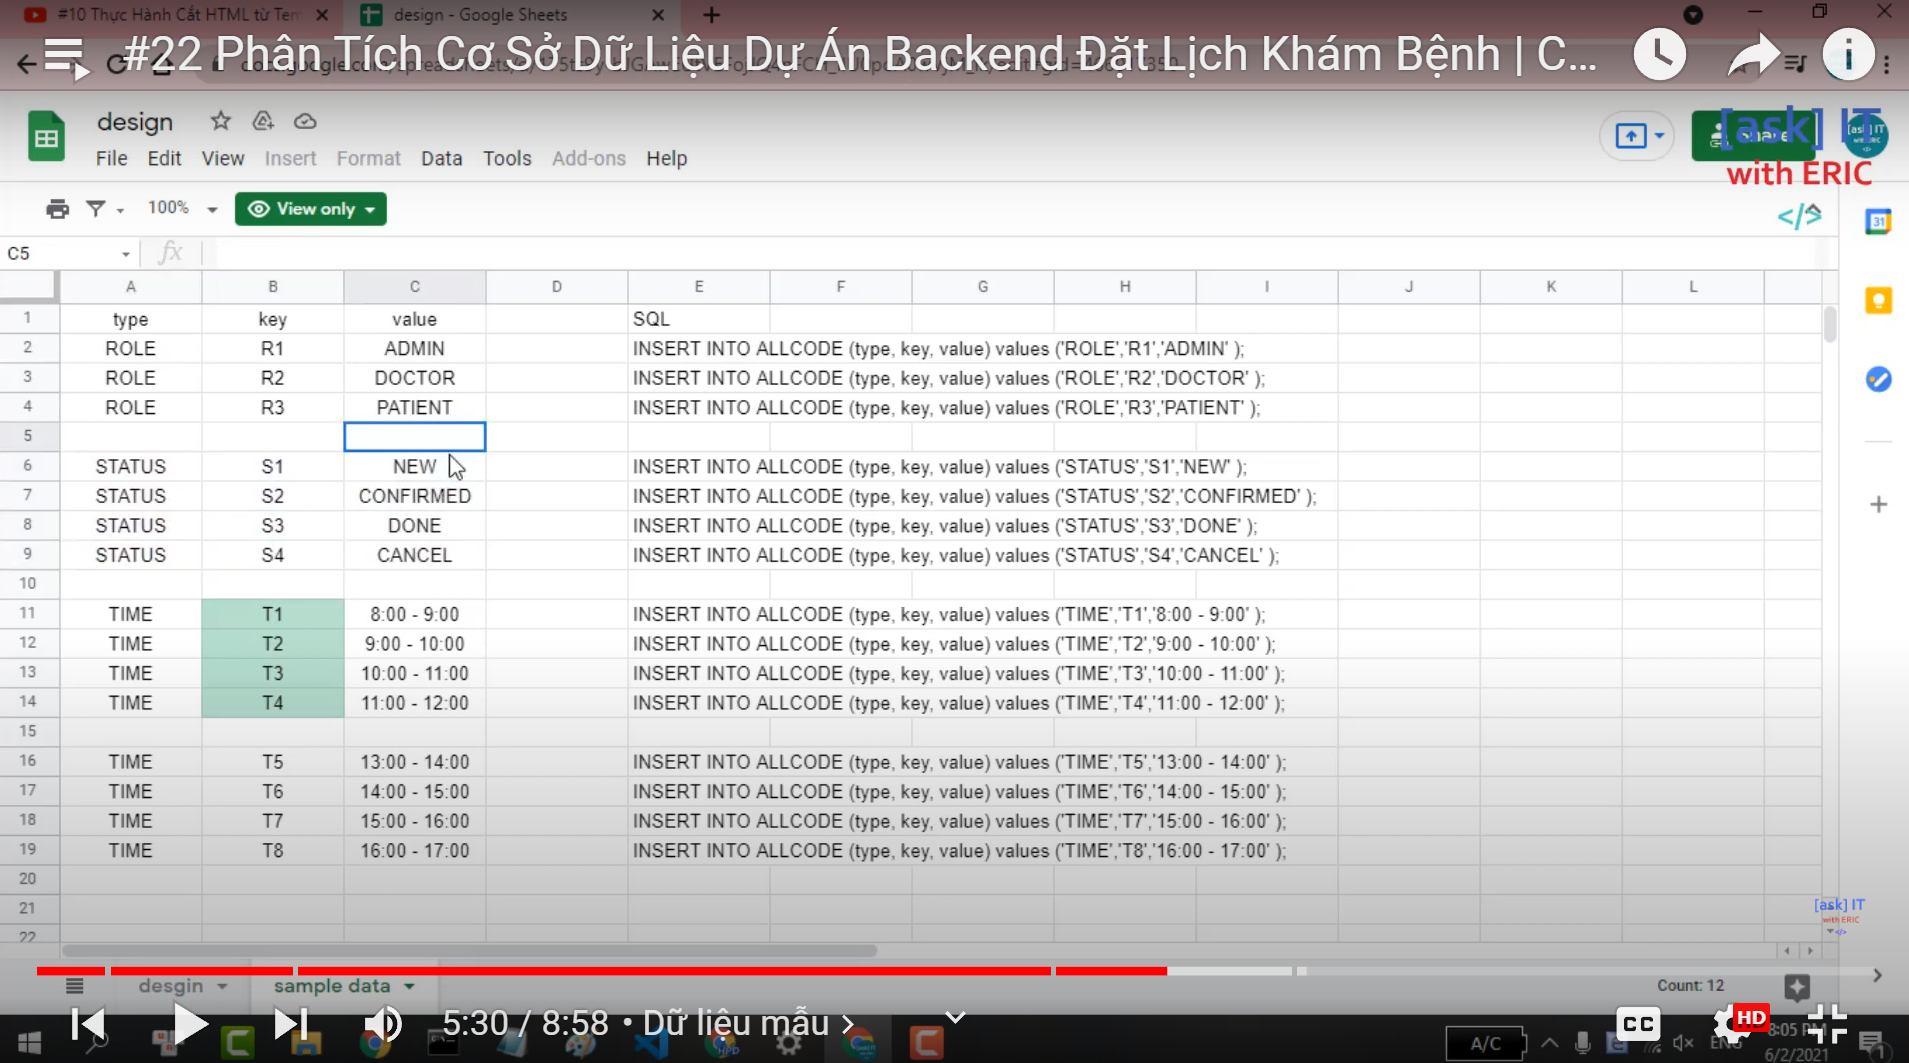 #10 Thực Hành Cắt HTML từ Tem
design - Google Sheets
#22 Phân Tích Cơ Sở Dữ Liệu Dự Án Backend Đặt Lịch Khám Bệnh | C...
design
File Edit View Insert Format Data Tools Add-ons Help
Share
[ask] IT
with ERIC
</>
[ask] IT
with ERIC
</>
100%
View only
31
C5
fx
A B C D E F G H I J K L
1 type key value SQL
2 ROLE R1 ADMIN INSERT INTO ALLCODE (type, key, value) values ('ROLE','R1','ADMIN' );
3 ROLE R2 DOCTOR INSERT INTO ALLCODE (type, key, value) values ('ROLE','R2','DOCTOR' );
4 ROLE R3 PATIENT INSERT INTO ALLCODE (type, key, value) values ('ROLE','R3','PATIENT' );
5
6 STATUS S1 NEW INSERT INTO ALLCODE (type, key, value) values ('STATUS','S1','NEW' );
7 STATUS S2 CONFIRMED INSERT INTO ALLCODE (type, key, value) values ('STATUS','S2','CONFIRMED' );
8 STATUS S3 DONE INSERT INTO ALLCODE (type, key, value) values ('STATUS','S3','DONE' );
9 STATUS S4 CANCEL INSERT INTO ALLCODE (type, key, value) values ('STATUS','S4','CANCEL' );
10
11 TIME T1 8:00 - 9:00 INSERT INTO ALLCODE (type, key, value) values ('TIME','T1','8:00 - 9:00' );
12 TIME T2 9:00 - 10:00 INSERT INTO ALLCODE (type, key, value) values ('TIME','T2','9:00 - 10:00' );
13 TIME T3 10:00 - 11:00 INSERT INTO ALLCODE (type, key, value) values ('TIME','T3','10:00 - 11:00' );
14 TIME T4 11:00 - 12:00 INSERT INTO ALLCODE (type, key, value) values ('TIME','T4','11:00 - 12:00' );
15
16 TIME T5 13:00 - 14:00 INSERT INTO ALLCODE (type, key, value) values ('TIME','T5','13:00 - 14:00' );
17 TIME T6 14:00 - 15:00 INSERT INTO ALLCODE (type, key, value) values ('TIME','T6','14:00 - 15:00' );
18 TIME T7 15:00 - 16:00 INSERT INTO ALLCODE (type, key, value) values ('TIME','T7','15:00 - 16:00' );
19 TIME T8 16:00 - 17:00 INSERT INTO ALLCODE (type, key, value) values ('TIME','T8','16:00 - 17:00' );
20
21
22
[ask] IT
with ERIC
</>
desgin
sample data
Count: 12
5:30 / 8:58 • Dữ liệu mẫu
CC
HD
A/C
ENG
8:05 PM
6/2/2021
1